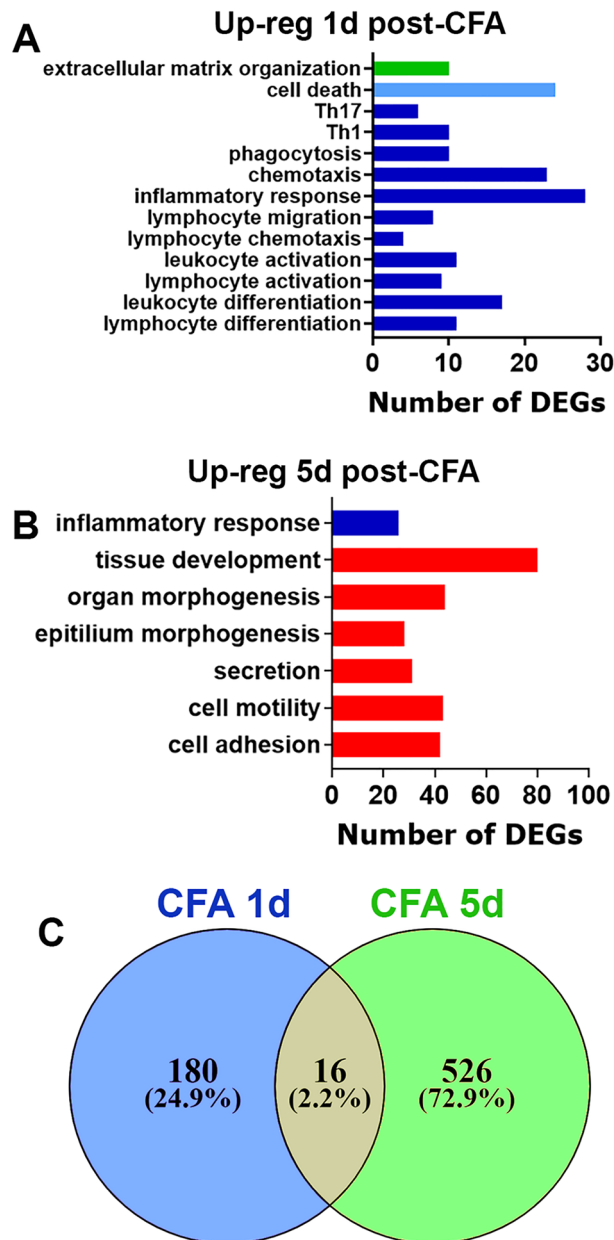 A
Up-reg 1d post-CFA
extracellular matrix organization
cell death
Th17
Th1
phagocytosis
chemotaxis
inflammatory response
lymphocyte migration
lymphocyte chemotaxis
leukocyte activation
lymphocyte activation
leukocyte differentiation
lymphocyte differentiation
0 10 20 30
Number of DEGs
Up-reg 5d post-CFA
B
inflammatory response
tissue development
organ morphogenesis
epitilium morphogenesis
secretion
cell motility
cell adhesion
0 20 40 60 80 100
Number of DEGs
C
CFA 1d CFA 5d
180 16 526
(24.9%) (2.2%) (72.9%)